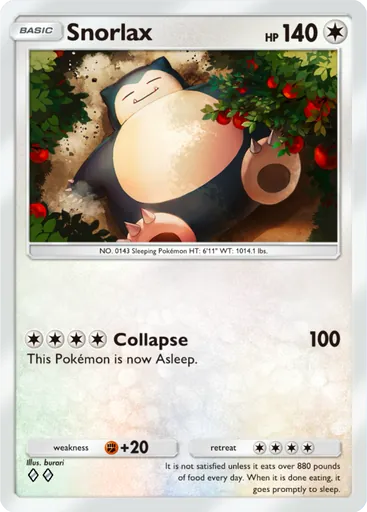 BASIC Snorlax HP 140
NO. 0143 Sleeping Pokémon HT: 6'11" WT: 1014.1 lbs.
Collapse 100
This Pokémon is now Asleep.
weakness +20 retreat
Illus. burari
It is not satisfied unless it eats over 880 pounds
of food every day. When it is done eating, it
goes promptly to sleep.